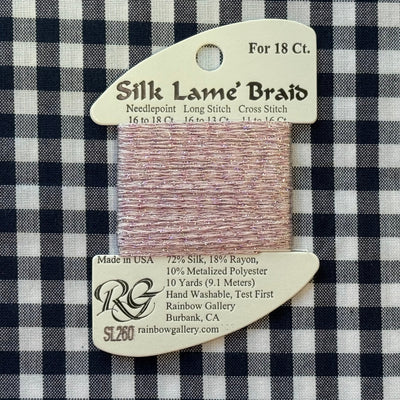 For 18 Ct.
Silk Lame' Braid
Needlepoint Long Stitch Cross Stitch
16 to 18 Ct. 16 to 13 Ct. 11 to 16 Ct.
Made in USA 72% Silk, 18% Rayon,
10% Metalized Polyester
10 Yards (9.1 Meters)
Hand Washable, Test First
Rainbow Gallery
Burbank, CA
RG
SL260 rainbowgallery.com